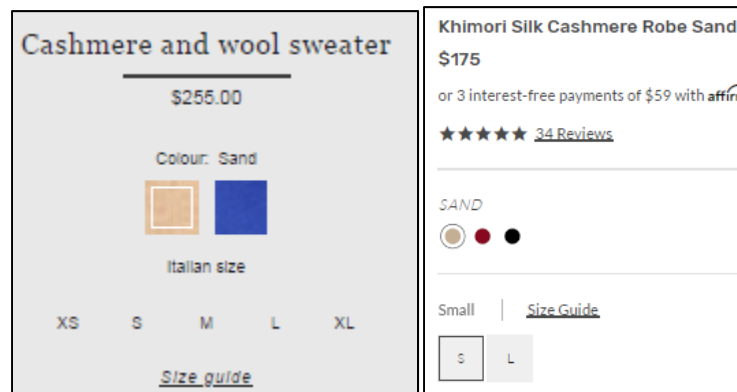 Cashmere and wool sweater
$255.00
Colour: Sand
Italian size
XS S M L XL
Size guide
Khimori Silk Cashmere Robe Sand
$175
or 3 interest-free payments of $59 with
★★★★★ 34 Reviews
SAND
Small | Size Guide
S L